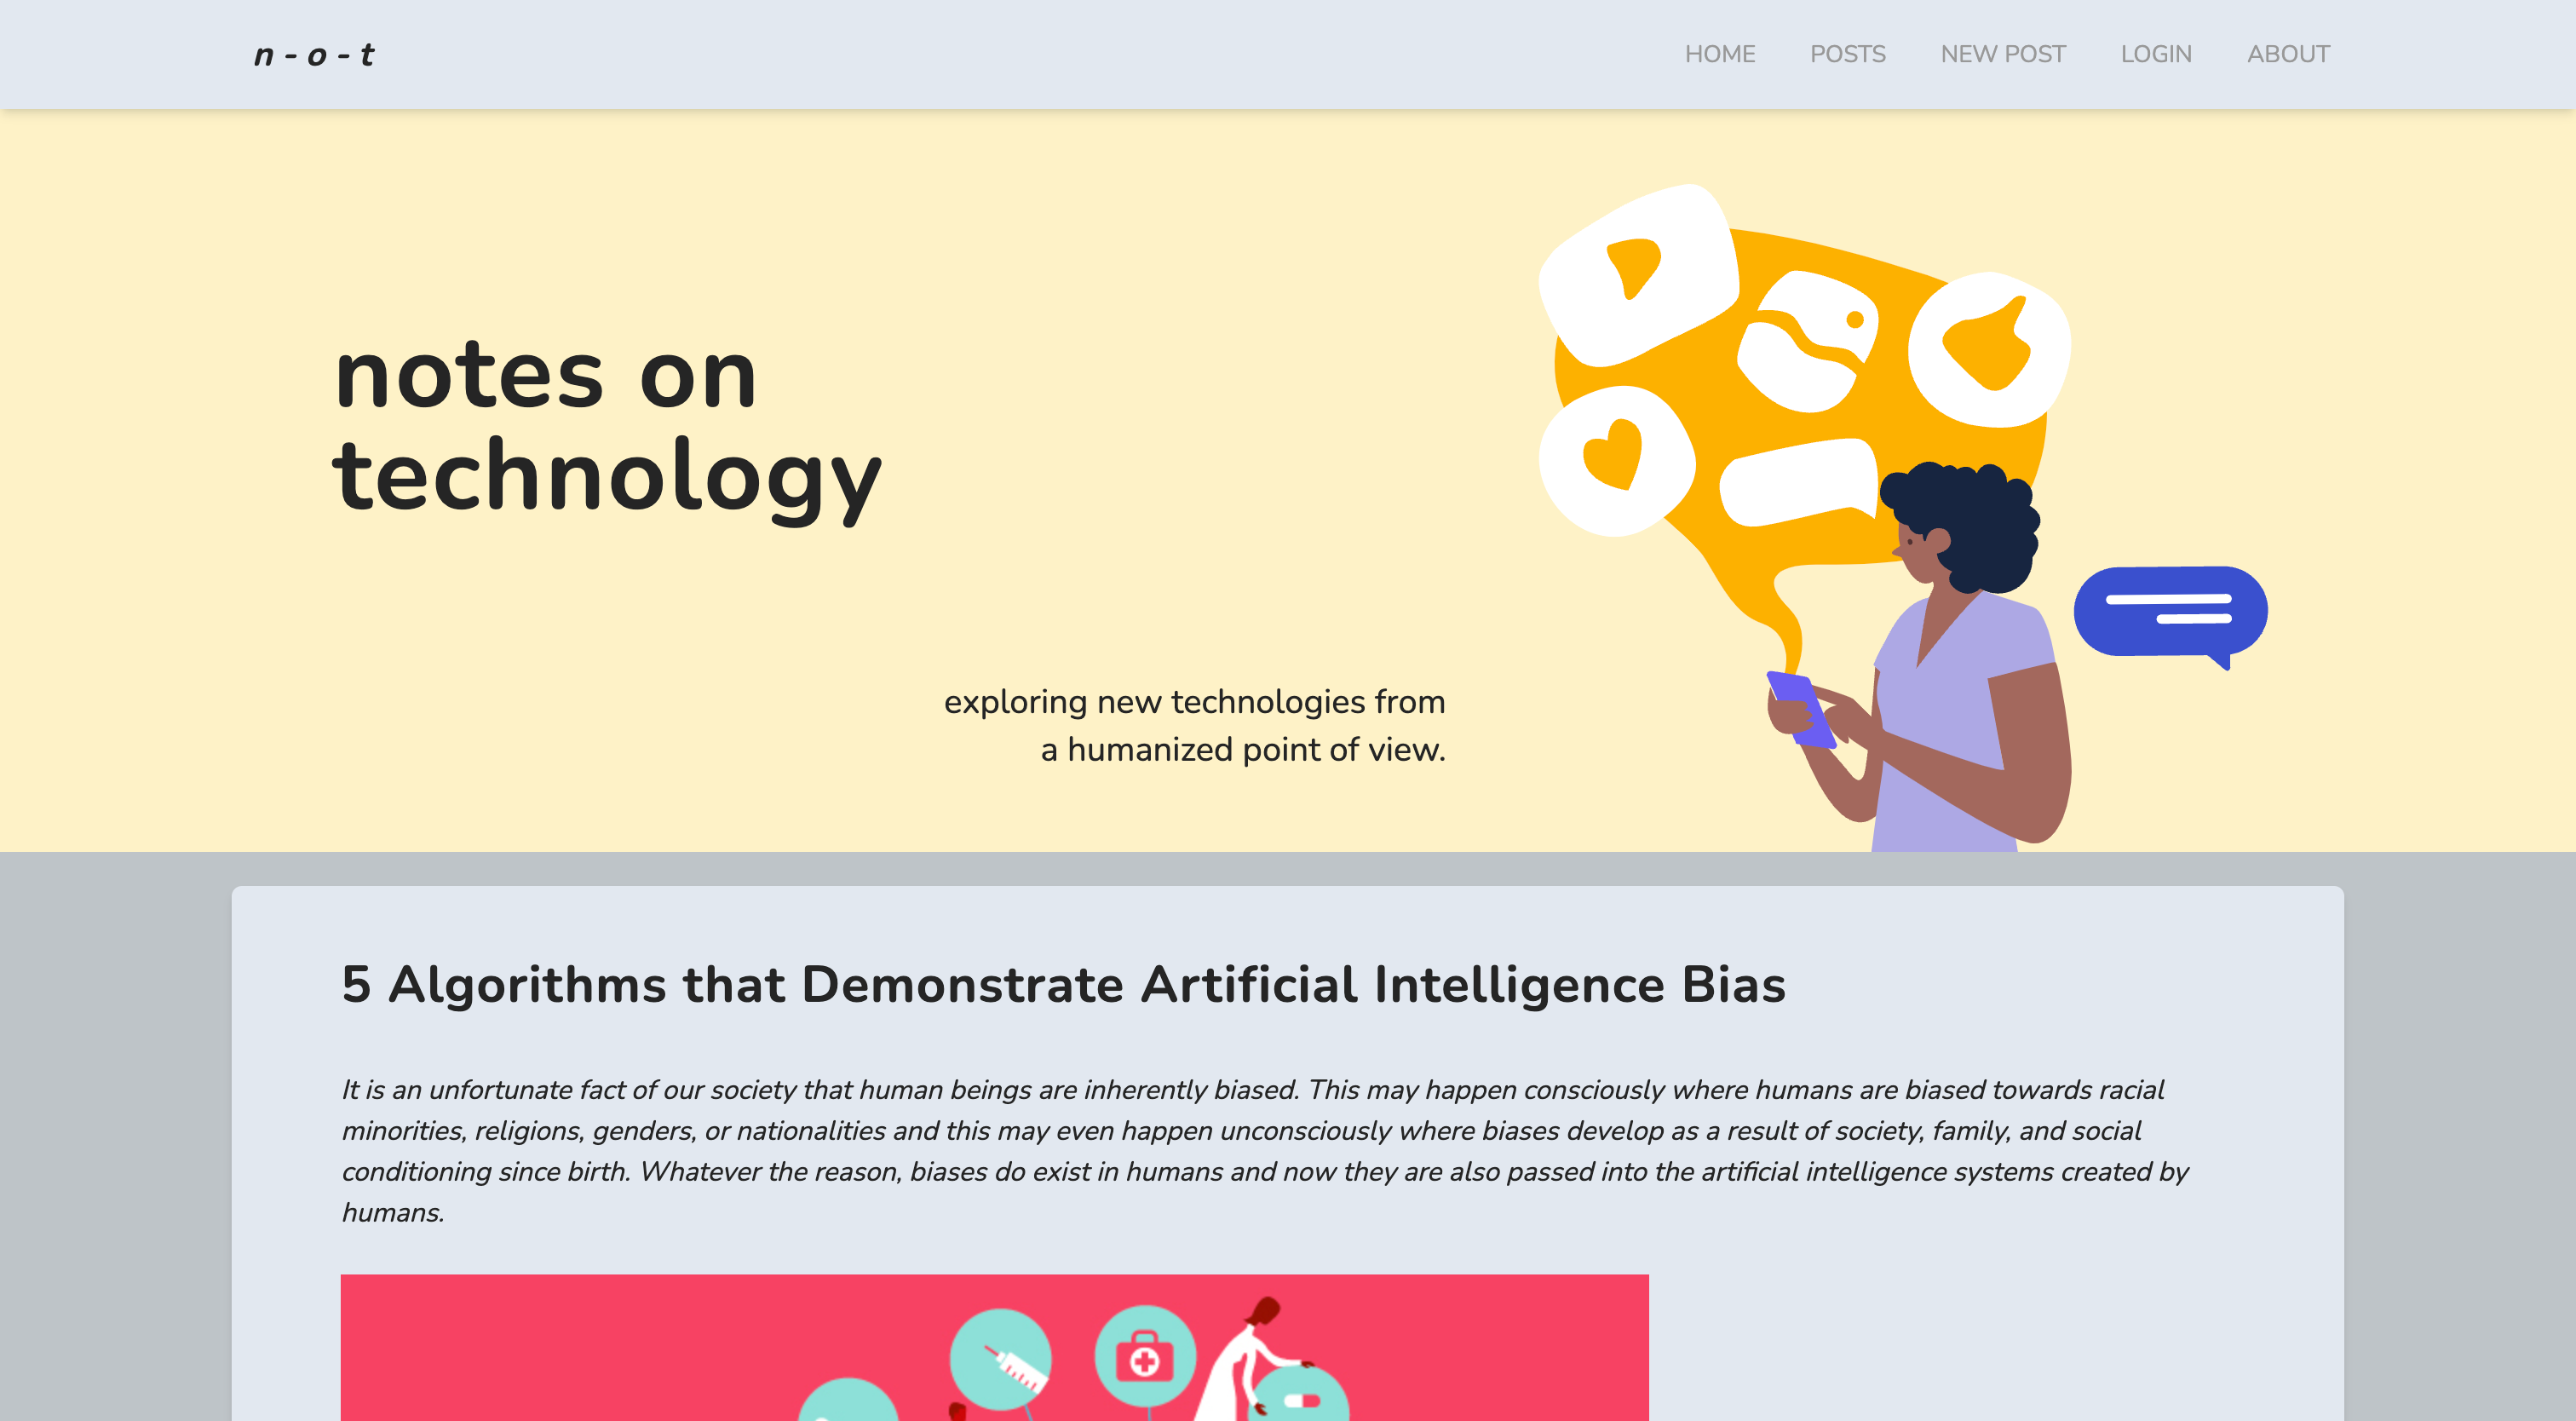 n - o - t
HOME
POSTS
NEW POST
LOGIN
ABOUT
notes on
technology
exploring new technologies from
a humanized point of view.
5 Algorithms that Demonstrate Artificial Intelligence Bias
It is an unfortunate fact of our society that human beings are inherently biased. This may happen consciously where humans are biased towards racial
minorities, religions, genders, or nationalities and this may even happen unconsciously where biases develop as a result of society, family, and social
conditioning since birth. Whatever the reason, biases do exist in humans and now they are also passed into the artificial intelligence systems created by
humans.